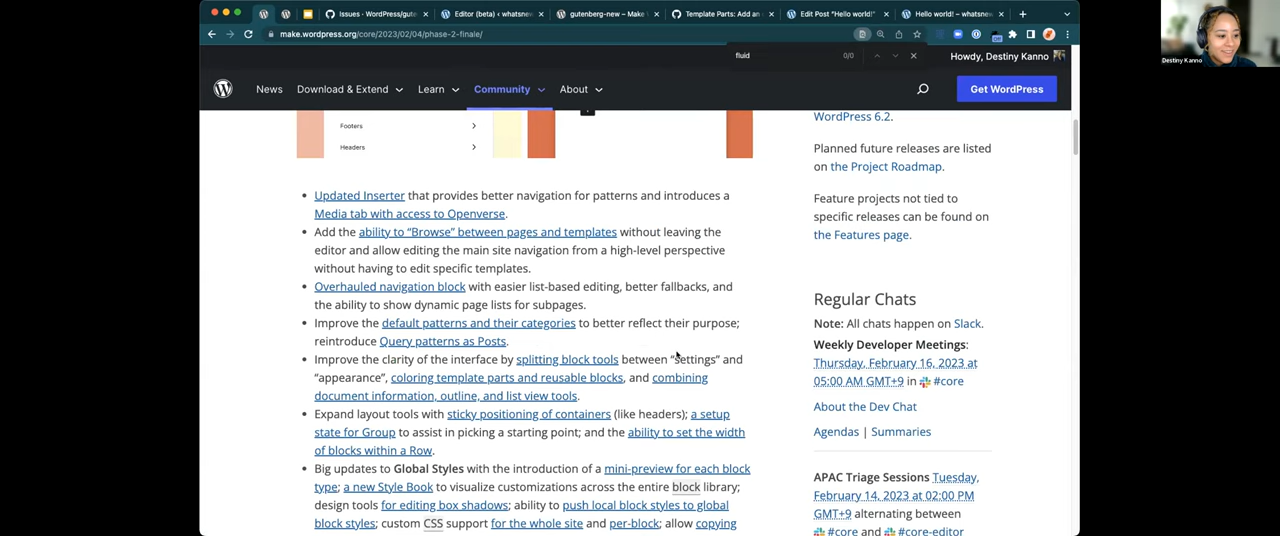 Issues · WordPress/gute
Editor (beta) ‹ whatsnew
gutenberg-new – Make W
Template Parts: Add an
Edit Post "Hello world!"
Hello world! – whatsnew
make.wordpress.org/core/2023/02/04/phase-2-finale/
Off
fluid
0/0
Howdy, Destiny Kanno
Destiny Kanno
News
Download & Extend
Learn
Community
About
Get WordPress
Footers
Headers
Updated Inserter that provides better navigation for patterns and introduces a
Media tab with access to Openverse.
Add the ability to “Browse” between pages and templates without leaving the
editor and allow editing the main site navigation from a high-level perspective
without having to edit specific templates.
Overhauled navigation block with easier list-based editing, better fallbacks, and
the ability to show dynamic page lists for subpages.
Improve the default patterns and their categories to better reflect their purpose;
reintroduce Query patterns as Posts.
Improve the clarity of the interface by splitting block tools between “settings” and
“appearance”, coloring template parts and reusable blocks, and combining
document information, outline, and list view tools.
Expand layout tools with sticky positioning of containers (like headers); a setup
state for Group to assist in picking a starting point; and the ability to set the width
of blocks within a Row.
Big updates to Global Styles with the introduction of a mini-preview for each block
type; a new Style Book to visualize customizations across the entire block library;
design tools for editing box shadows; ability to push local block styles to global
block styles; custom CSS support for the whole site and per-block; allow copying
WordPress 6.2.
Planned future releases are listed
on the Project Roadmap.
Feature projects not tied to
specific releases can be found on
the Features page.
Regular Chats
Note: All chats happen on Slack.
Weekly Developer Meetings:
Thursday, February 16, 2023 at
05:00 AM GMT+9 in #core
About the Dev Chat
Agendas | Summaries
APAC Triage Sessions Tuesday,
February 14, 2023 at 02:00 PM
GMT+9 alternating between
#core and #core-editor